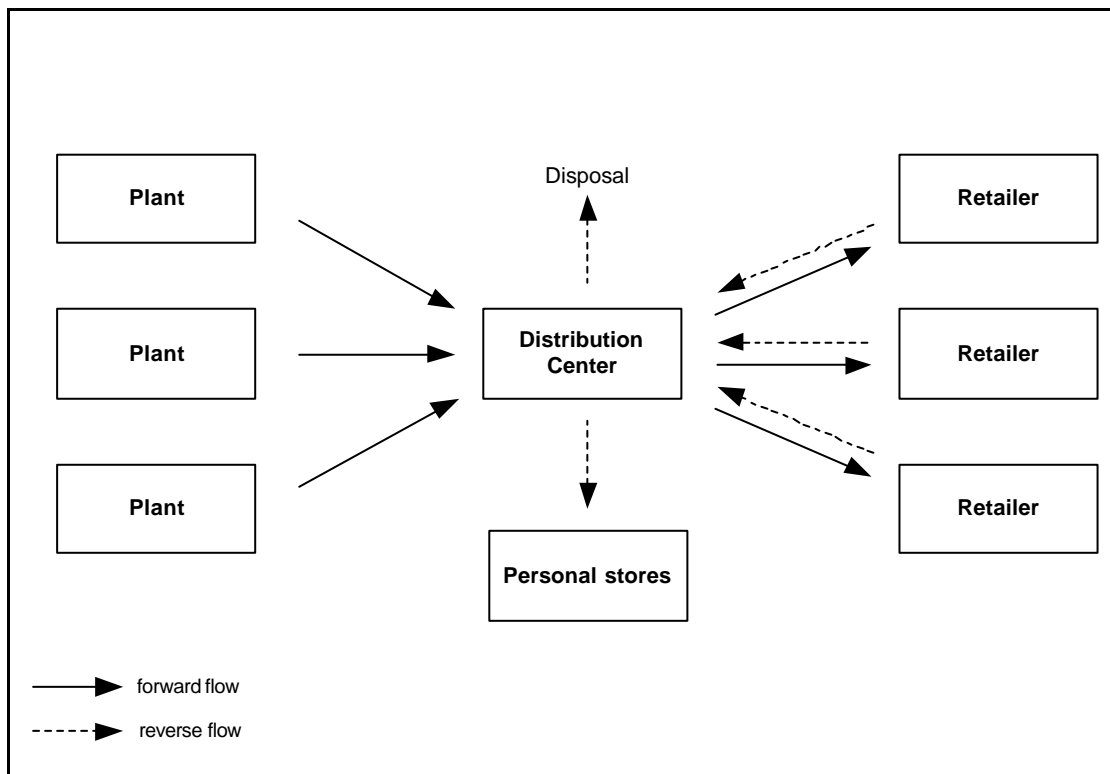 Plant
Disposal
Retailer
Plant
Distribution
Center
Retailer
Plant
Retailer
Personal stores
forward flow
reverse flow